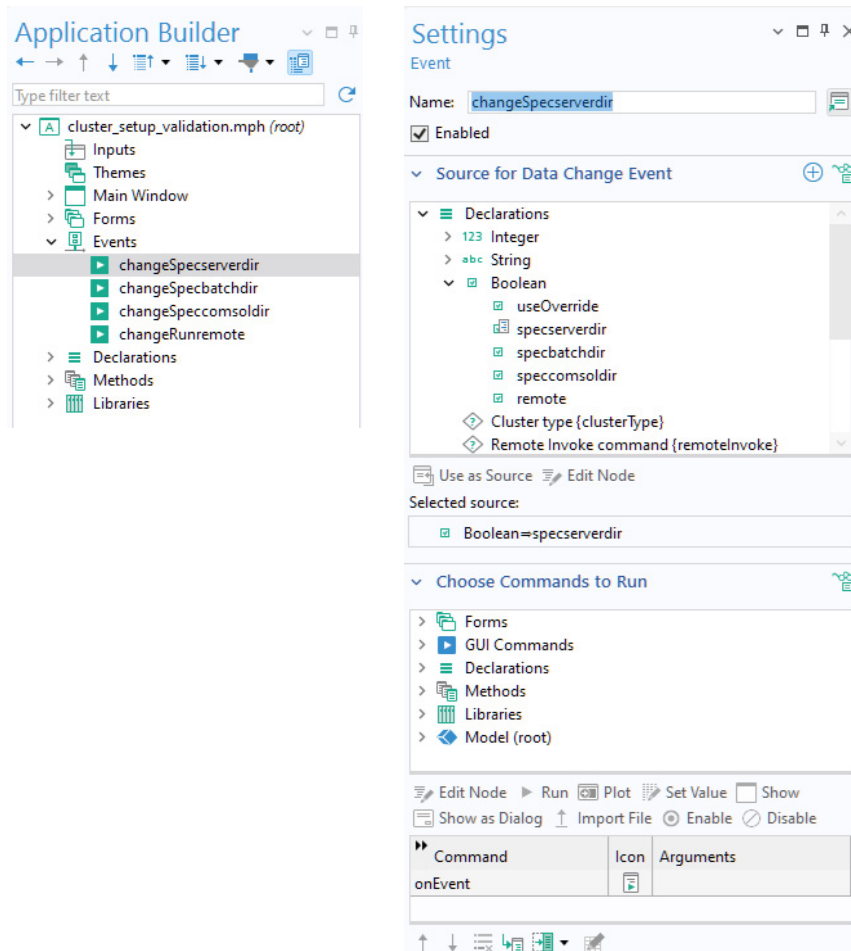 Application Builder
Type filter text
A cluster_setup_validation.mph (root)
Inputs
Themes
Main Window
Forms
Events
changeSpecserverdir
changeSpecbatchdir
changeSpeccomsoldir
changeRunremote
Declarations
Methods
Libraries
Settings
Event
Name: changeSpecserverdir
Enabled
Source for Data Change Event
Declarations
123 Integer
abc String
Boolean
useOverride
specserverdir
specbatchdir
speccomsoldir
remote
Cluster type {clusterType}
Remote Invoke command {remoteInvoke}
Use as Source Edit Node
Selected source:
Boolean⇒specserverdir
Choose Commands to Run
Forms
GUI Commands
Declarations
Methods
Libraries
Model (root)
Edit Node Run Plot Set Value Show
Show as Dialog Import File Enable Disable
Command Icon Arguments
onEvent